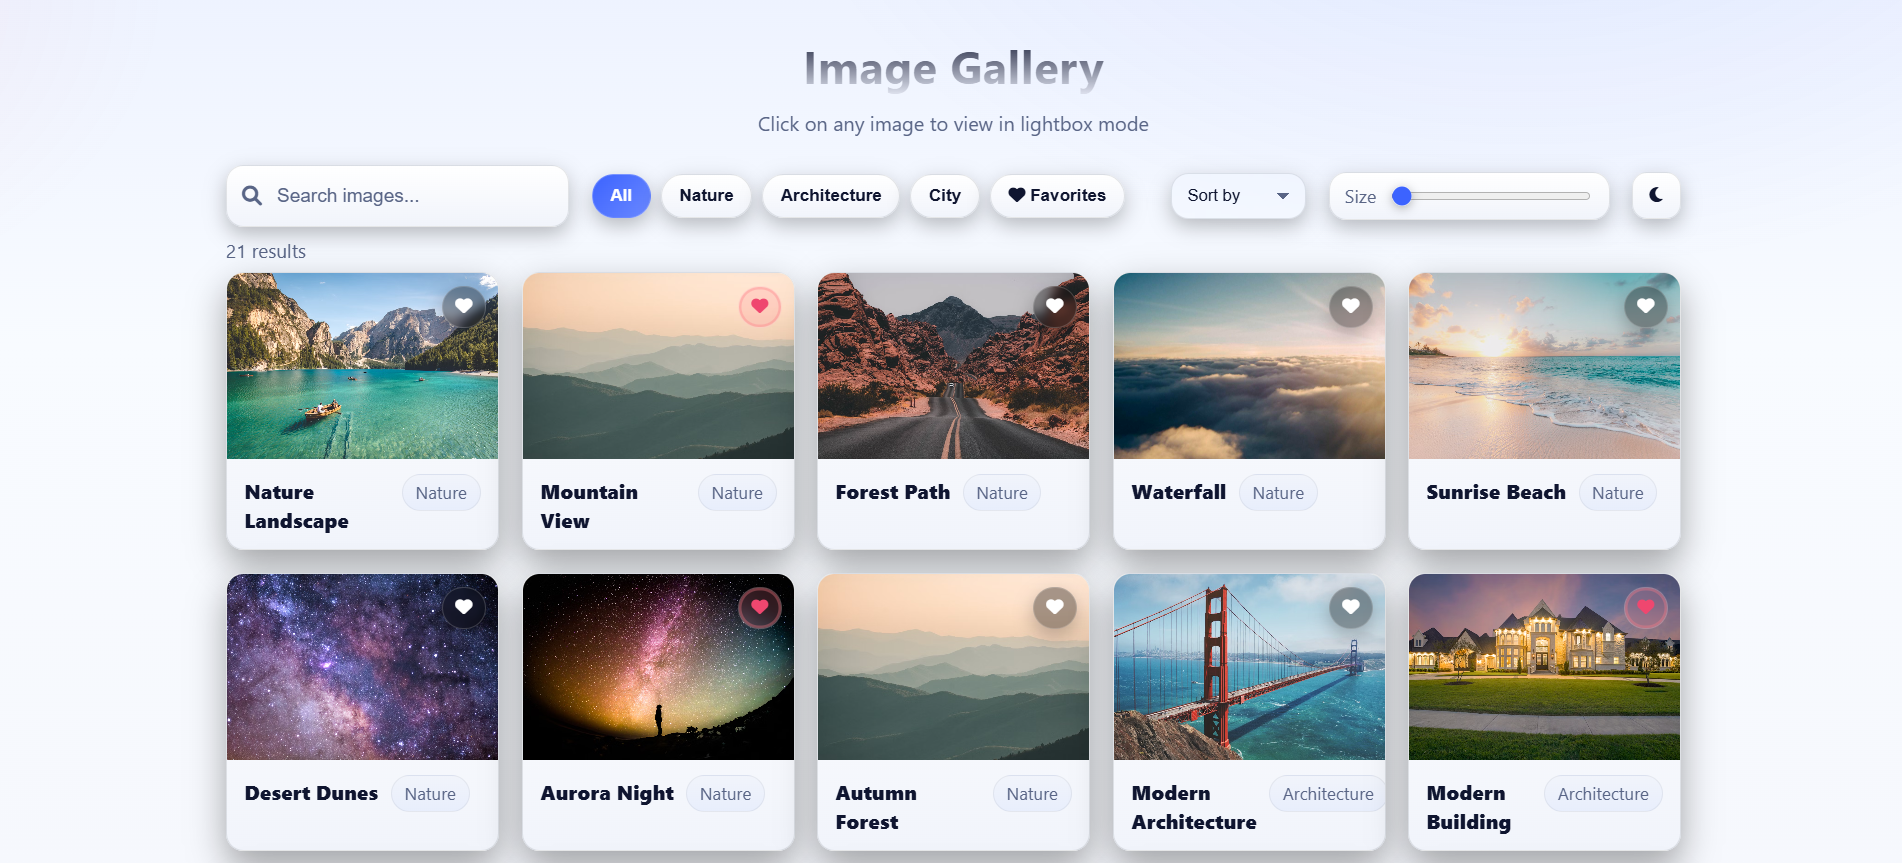 Image Gallery
Click on any image to view in lightbox mode
Search images...
All
Nature
Architecture
City
Favorites
Sort by
Size
21 results
Nature
Landscape
Nature
Mountain
View
Nature
Forest Path
Nature
Waterfall
Nature
Sunrise Beach
Nature
Desert Dunes
Nature
Aurora Night
Nature
Autumn
Forest
Nature
Modern
Architecture
Architecture
Modern
Building
Architecture